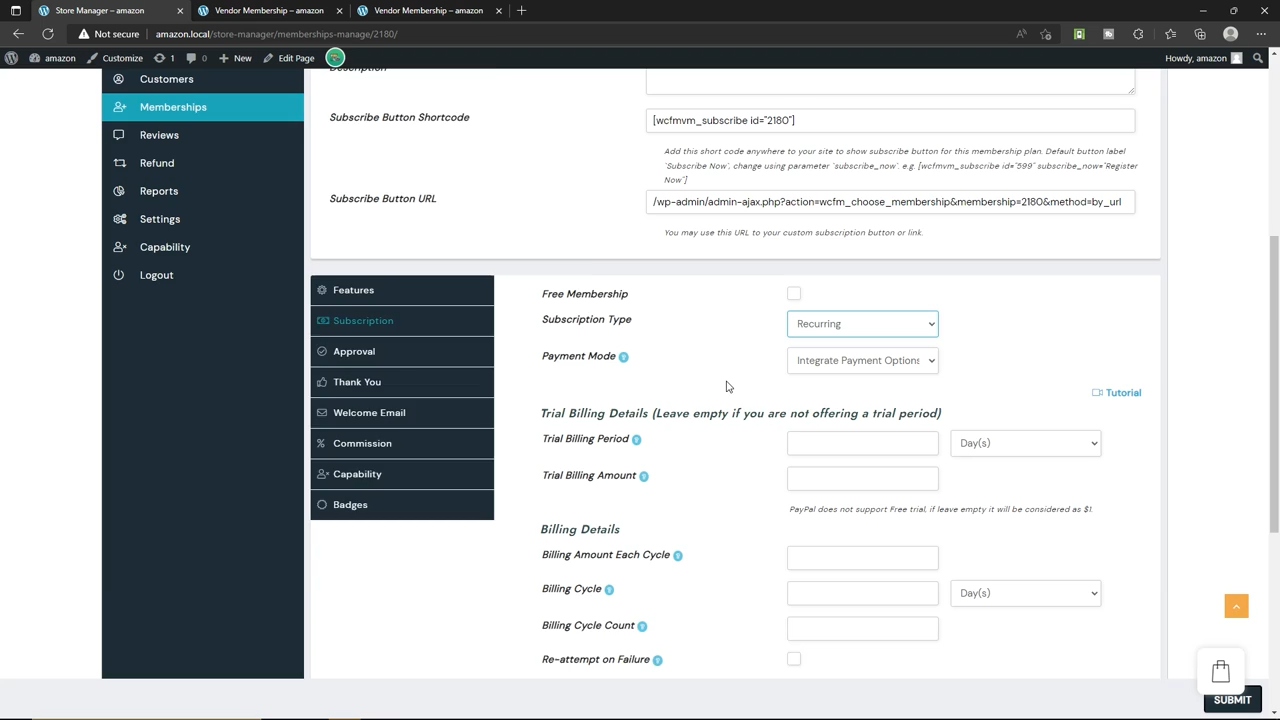 Store Manager – amazon
Vendor Membership – amazon
Vendor Membership – amazon
Not secure
amazon.local/store-manager/memberships-manage/2180/
amazon
Customize
1
0
New
Edit Page
Howdy, amazon
Customers
Memberships
Reviews
Refund
Reports
Settings
Capability
Logout
Description
Subscribe Button Shortcode
[wcfmvm_subscribe id="2180"]
Add this short code anywhere to your site to show subscribe button for this membership plan. Default button label
`Subscribe Now`, change using parameter `subscribe_now`. e.g. [wcfmvm_subscribe id="599" subscribe_now="Register
Now"]
Subscribe Button URL
/wp-admin/admin-ajax.php?action=wcfm_choose_membership&membership=2180&method=by_url
You may use this URL to your custom subscription button or link.
Features
Subscription
Approval
Thank You
Welcome Email
Commission
Capability
Badges
Free Membership
Subscription Type
Recurring
Payment Mode
Integrate Payment Options
Tutorial
Trial Billing Details (Leave empty if you are not offering a trial period)
Trial Billing Period
Day(s)
Trial Billing Amount
PayPal does not support Free trial, if leave empty it will be considered as $1.
Billing Details
Billing Amount Each Cycle
Billing Cycle
Day(s)
Billing Cycle Count
Re-attempt on Failure
SUBMIT